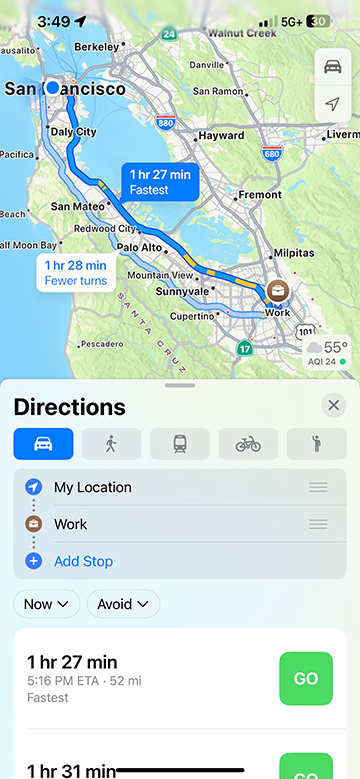 3:49
5G+ 30
24
Walnut Creek
Sausalito
Berkeley
Danville
San Francisco
San Ramon
880
Daly City
Hayward
680
Liverm
Pacifica
1 hr 27 min
Fastest
San Mateo
Fremont
Beach
Redwood City
alf Moon Bay
Palo Alto
Milpitas
1 hr 28 min
Fewer turns
Mountain View
Sunnyvale
Cupertino
Work
101
SANTA CRUZ
Pescadero
17
55°
AQI 24
Directions
My Location
Work
Add Stop
Now
Avoid
1 hr 27 min
5:16 PM ETA · 52 mi
Fastest
GO
1 hr 31 min
GO